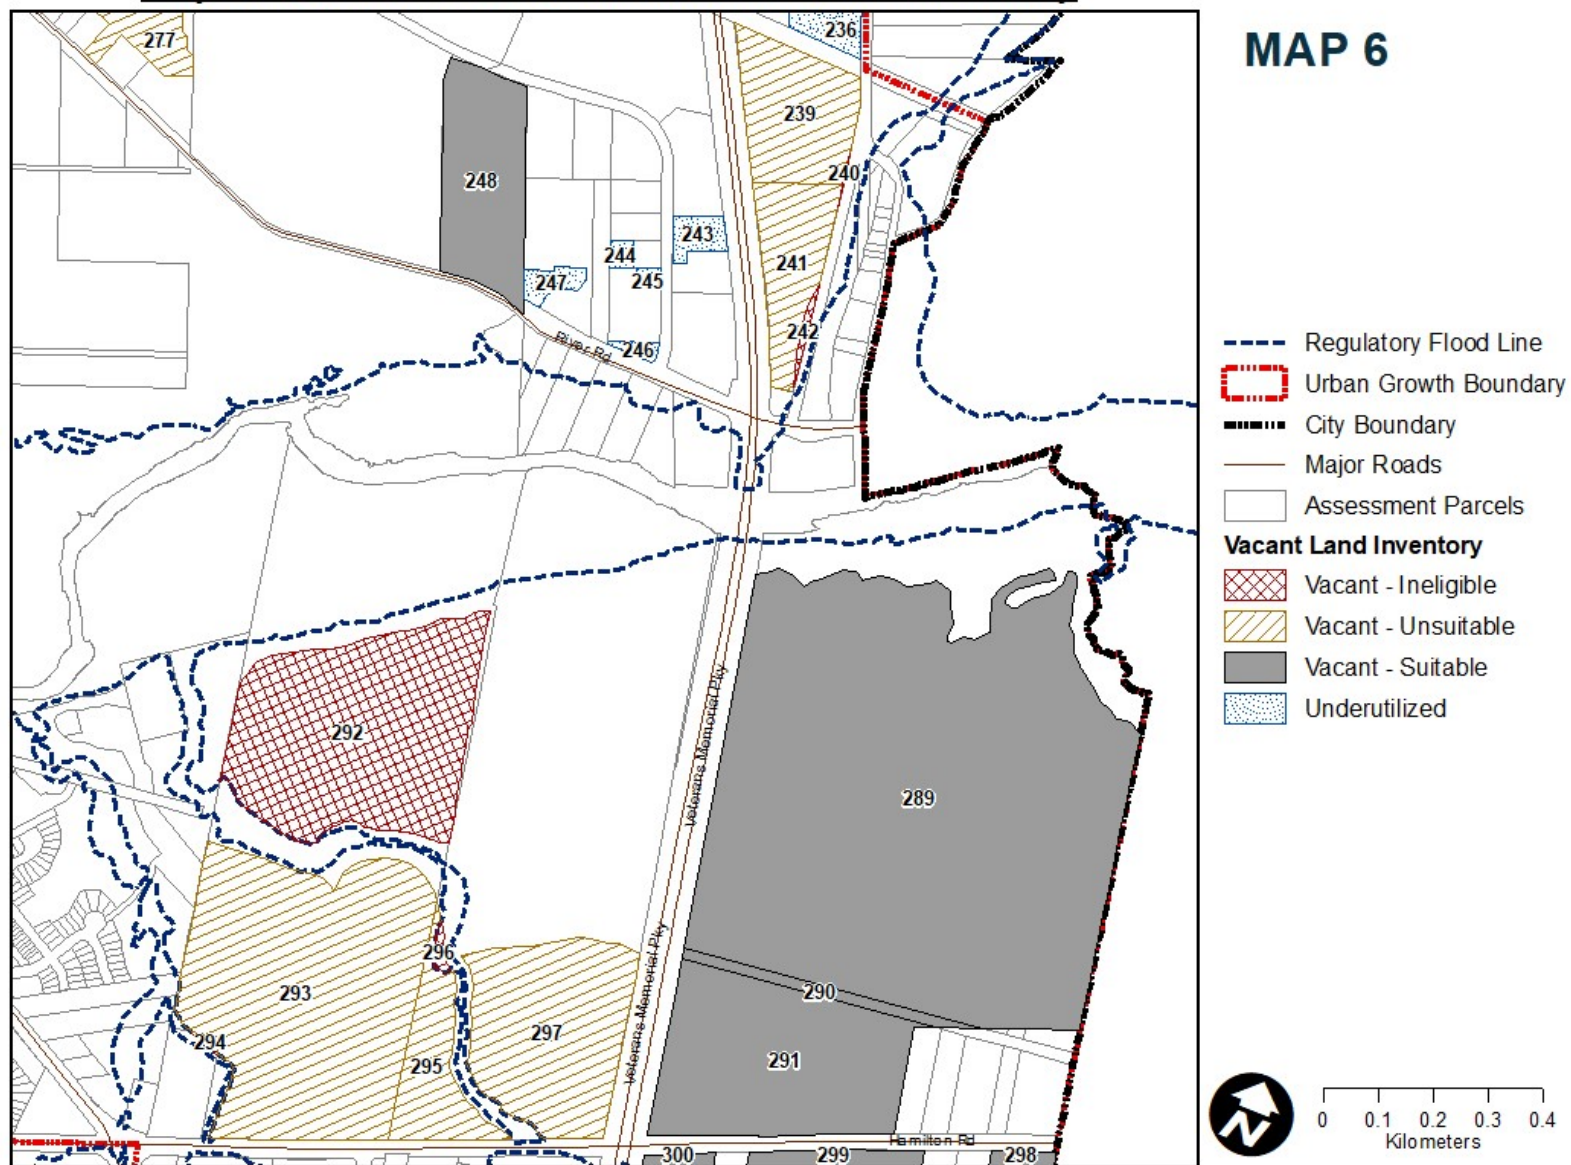 MAP 6
277
236
239
248
240
243
244
241
247
245
242
246
River Rd
Regulatory Flood Line
Urban Growth Boundary
City Boundary
Major Roads
Assessment Parcels
Vacant Land Inventory
Vacant - Ineligible
Vacant - Unsuitable
Vacant - Suitable
Underutilized
292
Veterans Memorial Pky
289
296
293
290
Veterans Memorial Pky
297
294
295
291
Hamilton Rd
300
299
298
N
0 0.1 0.2 0.3 0.4
Kilometers